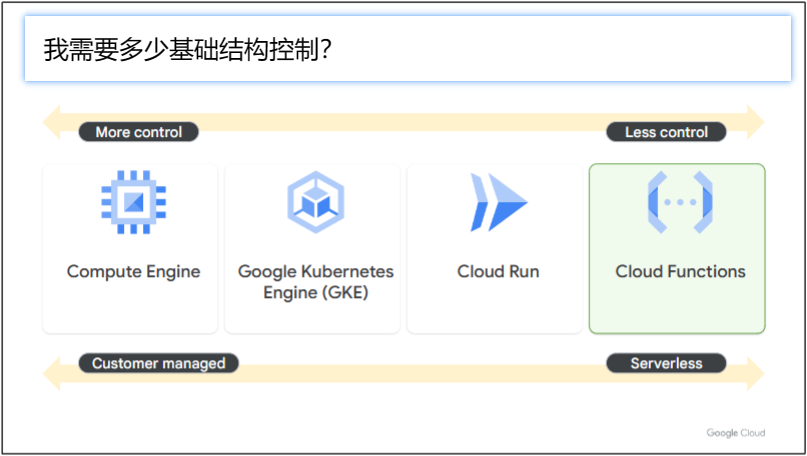 我需要多少基础结构控制？
More control
Less control
Compute Engine
Google Kubernetes
Engine (GKE)
Cloud Run
Cloud Functions
Customer managed
Serverless
Google Cloud